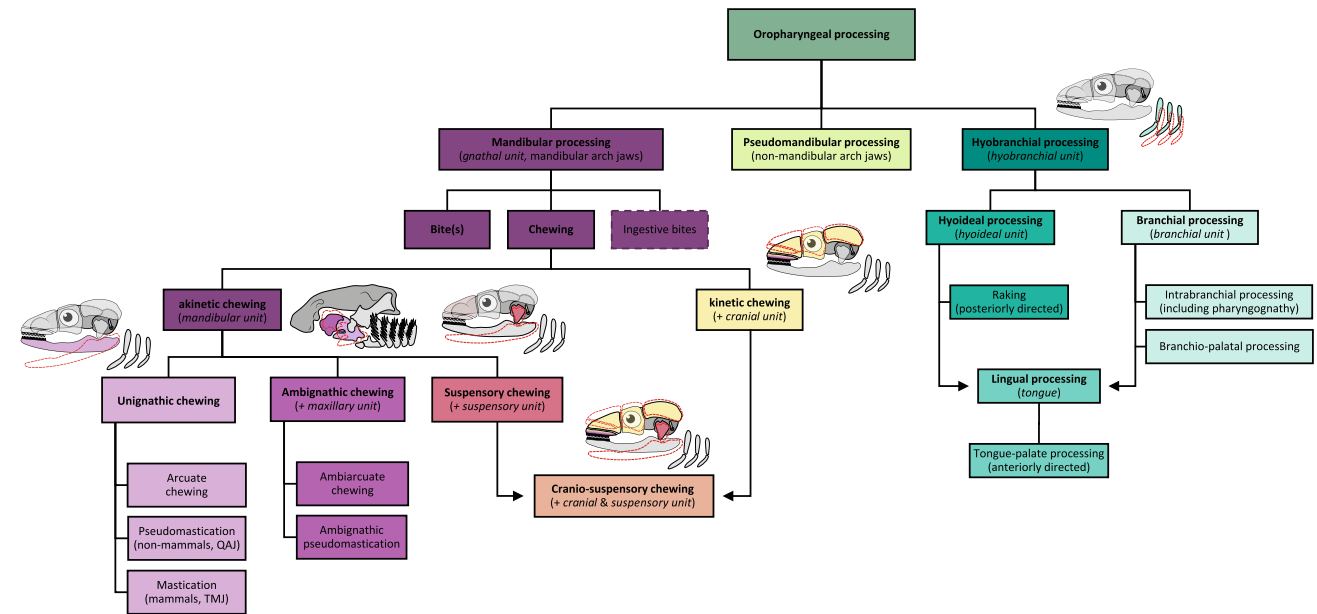 Oropharyngeal processing
Mandibular processing
(gnathal unit, mandibular arch jaws)
Pseudomandibular processing
(non-mandibular arch jaws)
Hyobranchial processing
(hyobranchial unit)
Bite(s)
Chewing
Ingestive bites
Hyoideal processing
(hyoideal unit)
Branchial processing
(branchial unit)
akinetic chewing
(mandibular unit)
kinetic chewing
(+ cranial unit)
Raking
(posteriorly directed)
Intrabranchial processing
(including pharyngognathy)
Branchio-palatal processing
Unignathic chewing
Ambignathic chewing
(+ maxillary unit)
Suspensory chewing
(+ suspensory unit)
Lingual processing
(tongue)
Tongue-palate processing
(anteriorly directed)
Arcuate
chewing
Ambiarcuate
chewing
Cranio-suspensory chewing
(+ cranial & suspensory unit)
Pseudomastication
(non-mammals, QAJ)
Ambignathic
pseudomastication
Mastication
(mammals, TMJ)